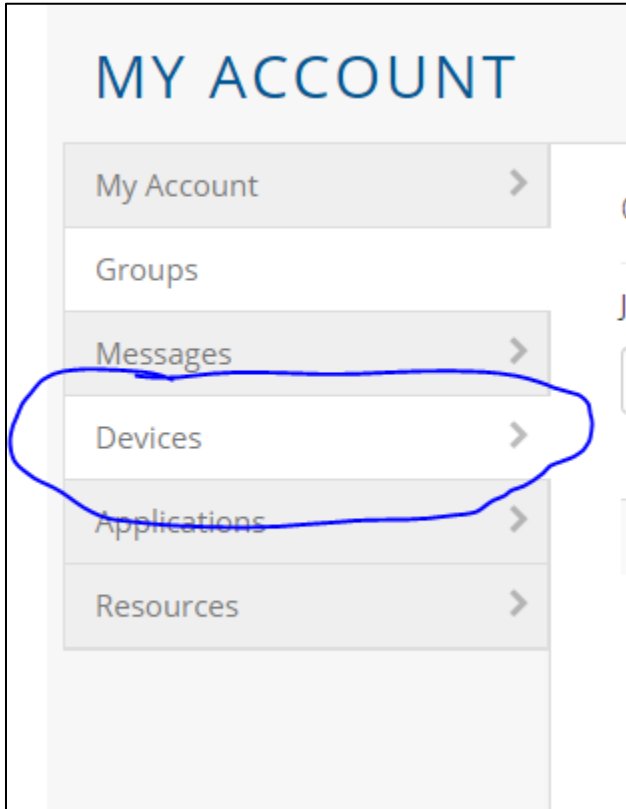 MY ACCOUNT
My Account
Groups
Messages
Devices
Applications
Resources